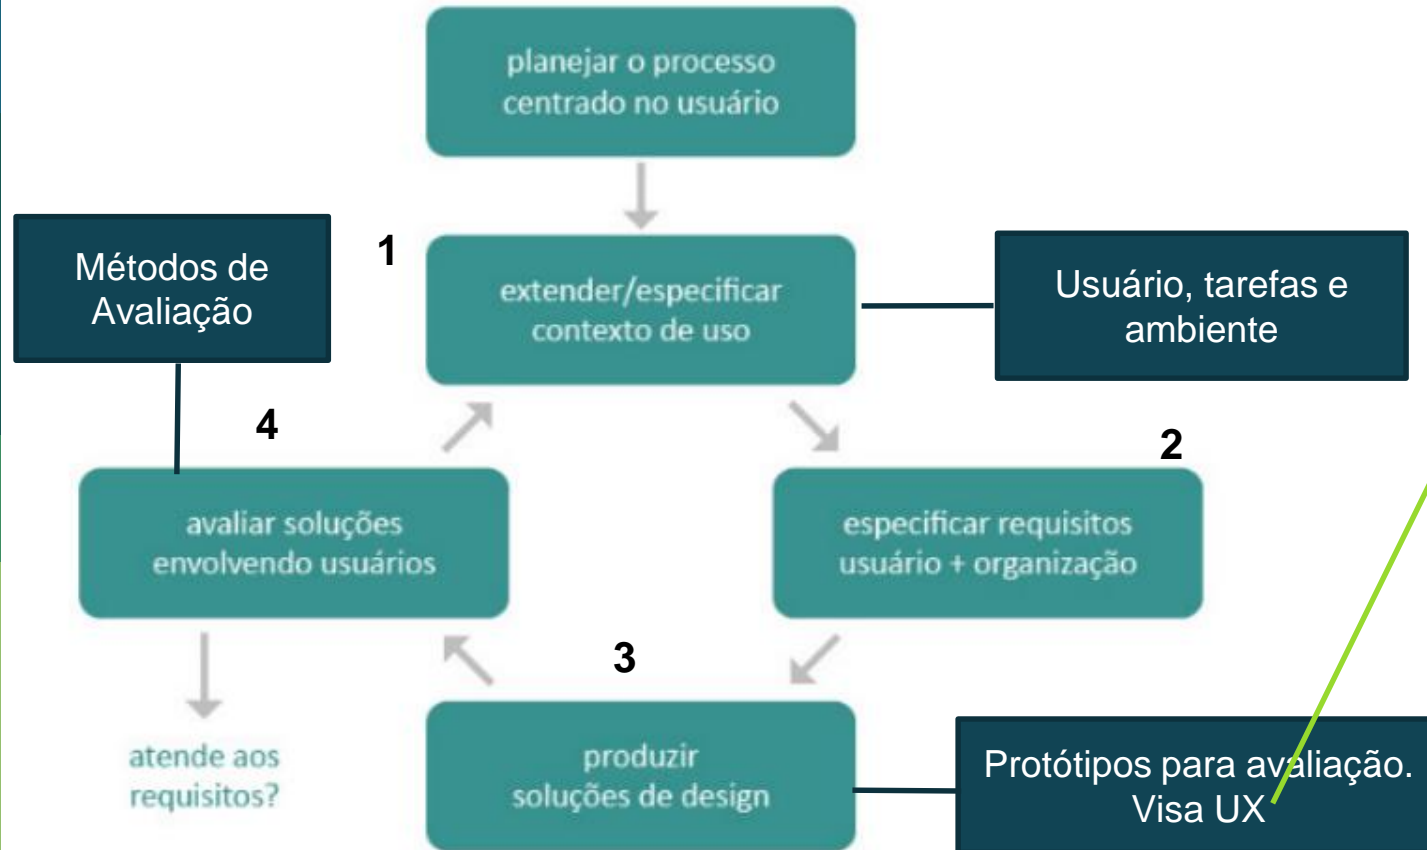 planejar o processo
centrado no usuário
Métodos de
Avaliação
1
extender/especificar
contexto de uso
Usuário, tarefas e
ambiente
4
2
avaliar soluções
envolvendo usuários
especificar requisitos
usuário + organização
3
atende aos
requisitos?
produzir
soluções de design
Protótipos para avaliação.
Visa UX